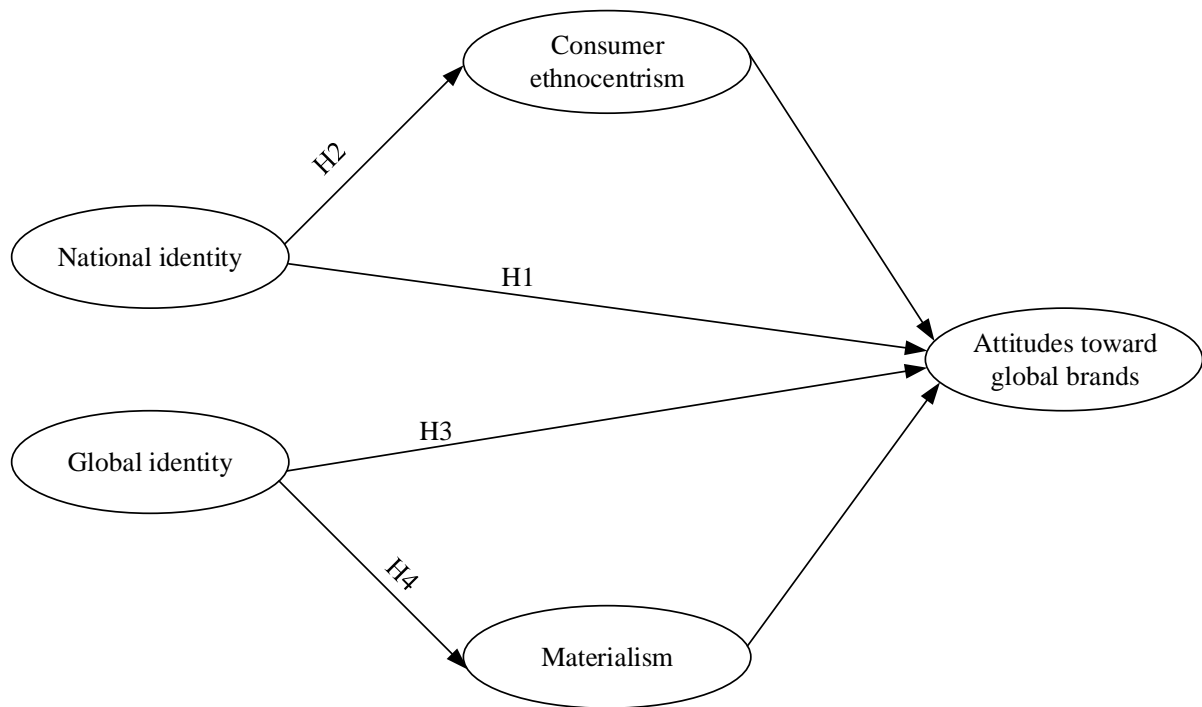 Consumer
ethnocentrism
H2
National identity
H1
Attitudes toward
global brands
H3
Global identity
H4
Materialism